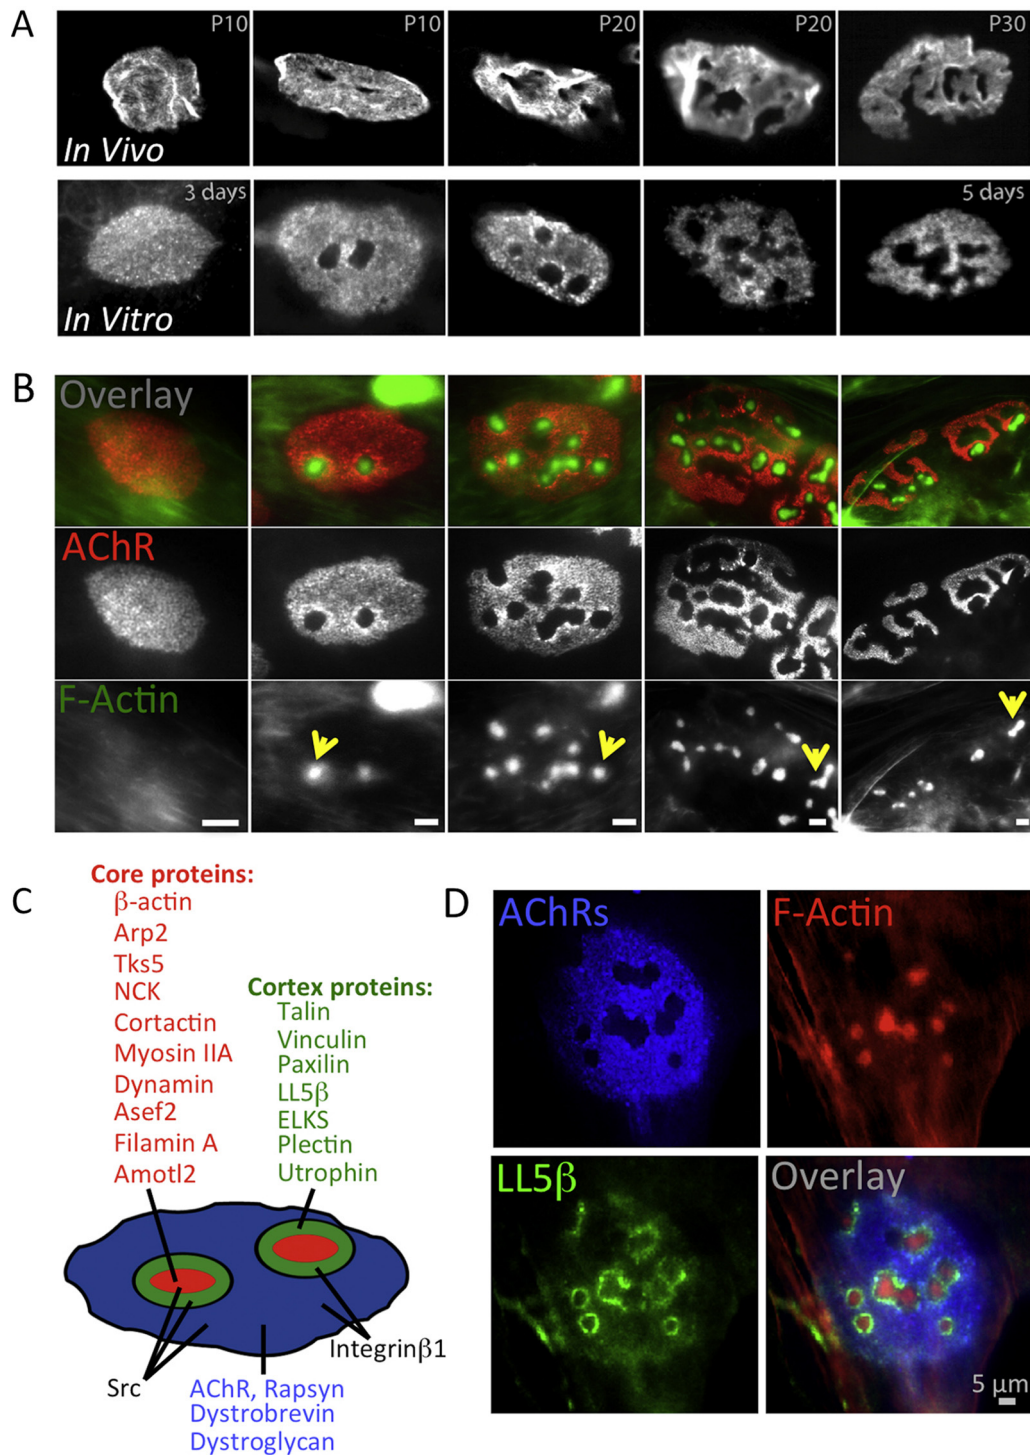 A
P10
P10
P20
P20
P30
In Vivo
3 days
5 days
In Vitro
B
Overlay
AChR
F-Actin
C
Core proteins:
β-actin
Arp2
Tks5
NCK
Cortactin
Myosin IIA
Dynamin
Asef2
Filamin A
Amotl2
Cortex proteins:
Talin
Vinculin
Paxilin
LL5β
ELKS
Plectin
Utrophin
Integrinβ1
Src
AChR, Rapsyn
Dystrobrevin
Dystroglycan
D
AChRs
F-Actin
LL5β
Overlay
5 μm